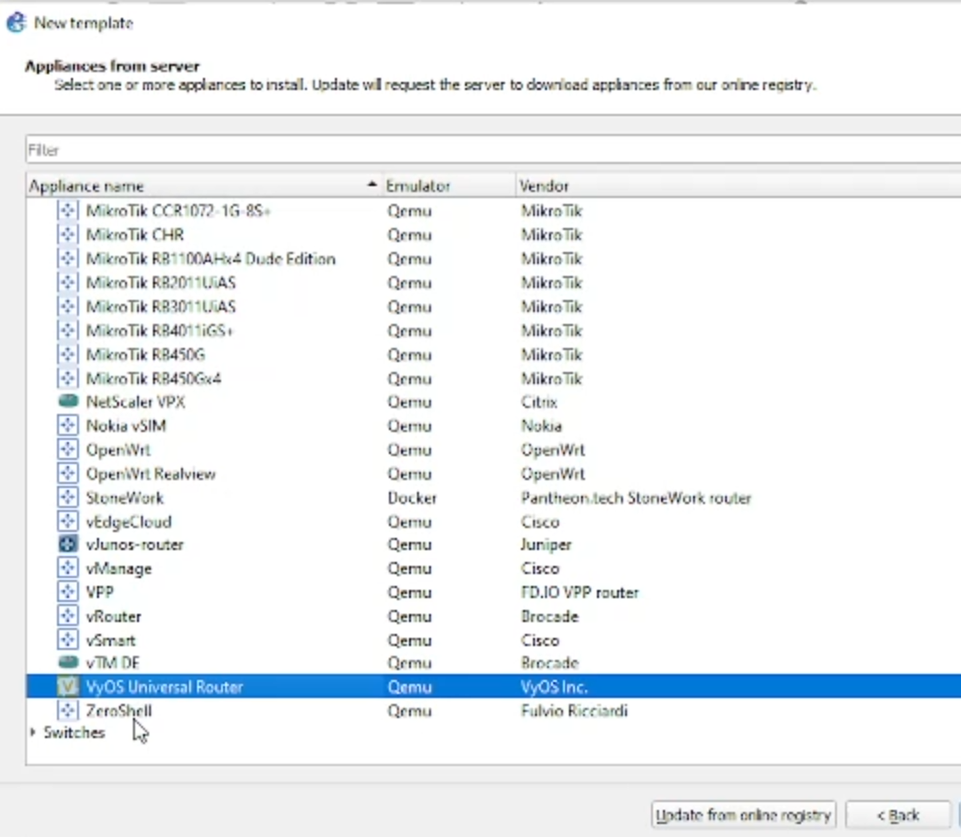 New template
Appliances from server
Select one or more appliances to install. Update will request the server to download appliances from our online registry.
Filter
Appliance name Emulator Vendor
MikroTik CCR1072-1G-8S+ Qemu MikroTik
MikroTik CHR Qemu MikroTik
MikroTik RB1100AHx4 Dude Edition Qemu MikroTik
MikroTik RB2011UiAS Qemu MikroTik
MikroTik RB3011UiAS Qemu MikroTik
MikroTik RB4011iGS+ Qemu MikroTik
MikroTik RB450G Qemu MikroTik
MikroTik RB450Gx4 Qemu MikroTik
NetScaler VPX Qemu Citrix
Nokia vSIM Qemu Nokia
OpenWrt Qemu OpenWrt
OpenWrt Realview Qemu OpenWrt
StoneWork Docker Pantheon.tech StoneWork router
vEdgeCloud Qemu Cisco
vJunos-router Qemu Juniper
vManage Qemu Cisco
VPP Qemu FD.IO VPP router
vRouter Qemu Brocade
vSmart Qemu Cisco
vTM DE Qemu Brocade
VyOS Universal Router Qemu VyOS Inc.
ZeroShell Qemu Fulvio Ricciardi
Switches
Update from online registry < Back